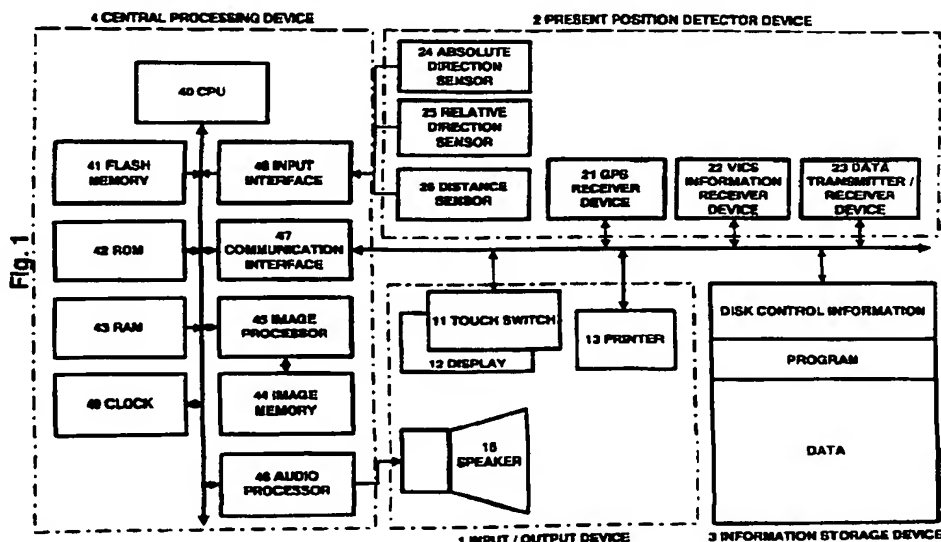 4 CENTRAL PROCESSING DEVICE
2 PRESENT POSITION DETECTOR DEVICE
Fig. 1
40 CPU
41 FLASH
MEMORY
48 INPUT
INTERFACE
42 ROM
47
COMMUNICATION
INTERFACE
43 RAM
45 IMAGE
PROCESSOR
49 CLOCK
44 IMAGE
MEMORY
46 AUDIO
PROCESSOR
24 ABSOLUTE
DIRECTION
SENSOR
25 RELATIVE
DIRECTION
SENSOR
26 DISTANCE
SENSOR
21 GPS
RECEIVER
DEVICE
22 VICS
INFORMATION
RECEIVER
DEVICE
23 DATA
TRANSMITTER /
RECEIVER
DEVICE
11 TOUCH SWITCH
12 DISPLAY
13 PRINTER
SPEAKER
DISK CONTROL INFORMATION
PROGRAM
DATA
1 INPUT / OUTPUT DEVICE
3 INFORMATION STORAGE DEVICE